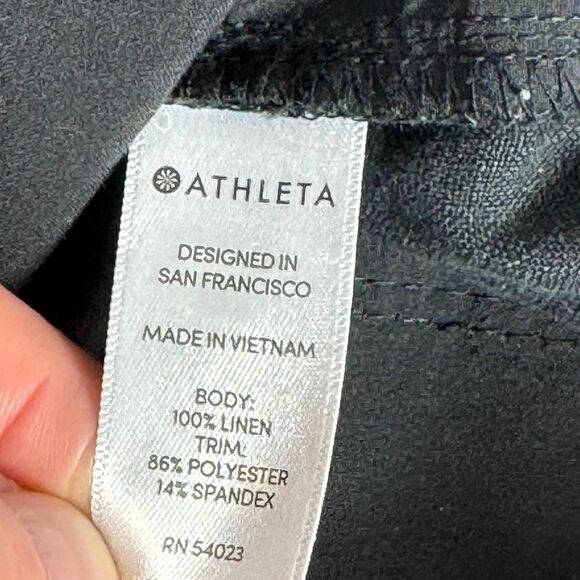 ATHLETA
DESIGNED IN
SAN FRANCISCO
MADE IN VIETNAM
BODY:
100% LINEN
TRIM:
86% POLYESTER
14% SPANDEX
RN 54023